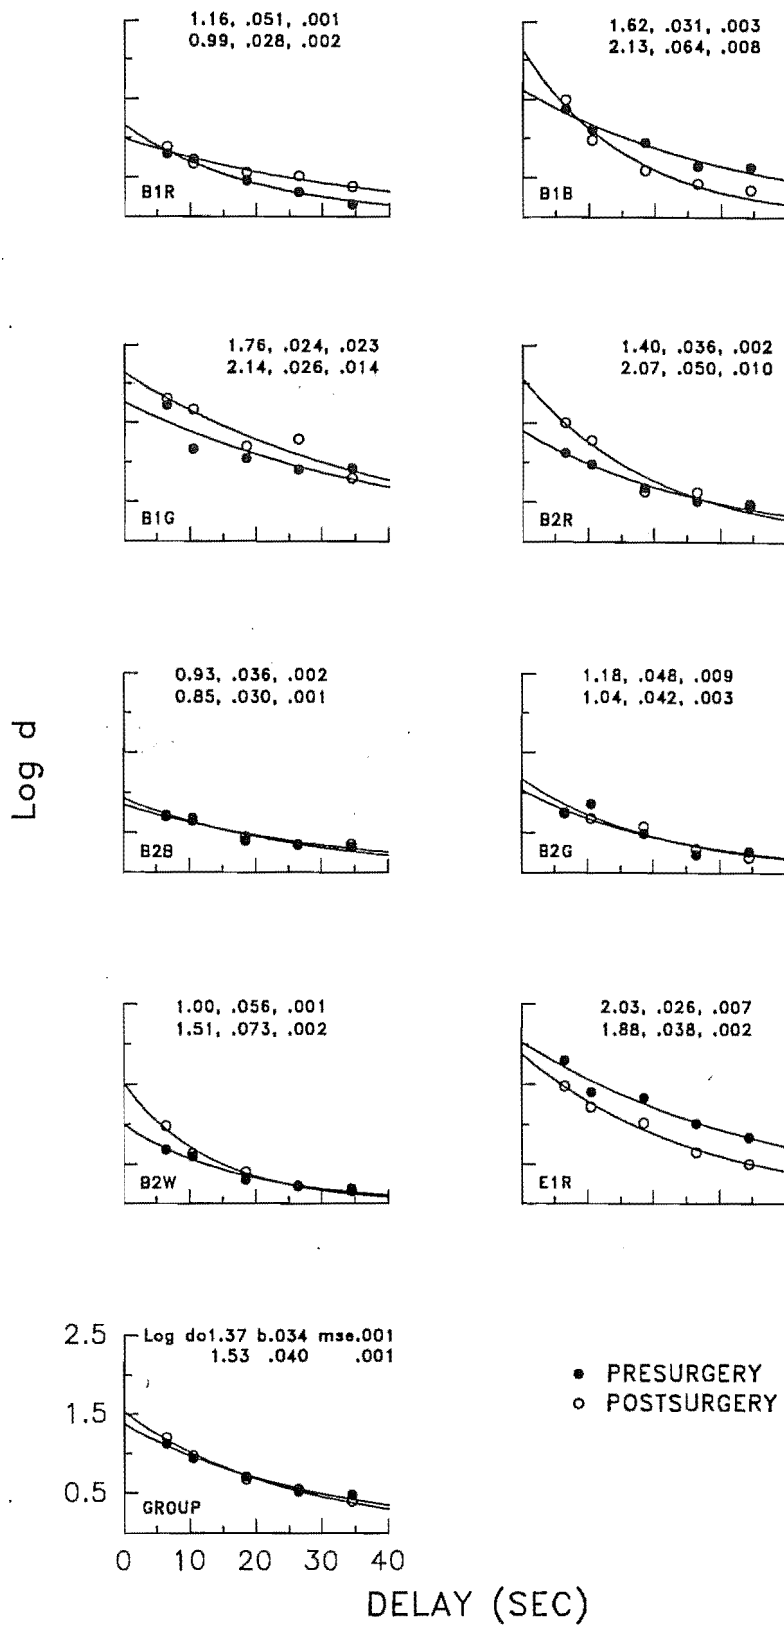 1.16, .051, .001
0.99, .028, .002
B1R
1.62, .031, .003
2.13, .064, .008
B1B
1.76, .024, .023
2.14, .026, .014
B1G
1.40, .036, .002
2.07, .050, .010
B2R
0.93, .036, .002
0.85, .030, .001
B2B
1.18, .048, .009
1.04, .042, .003
B2G
Log d
1.00, .056, .001
1.51, .073, .002
B2W
2.03, .026, .007
1.88, .038, .002
E1R
2.5
Log do1.37 b.034 mse.001
1.53 .040 .001
1.5
0.5
GROUP
0 10 20 30 40
DELAY (SEC)
● PRESURGERY
○ POSTSURGERY